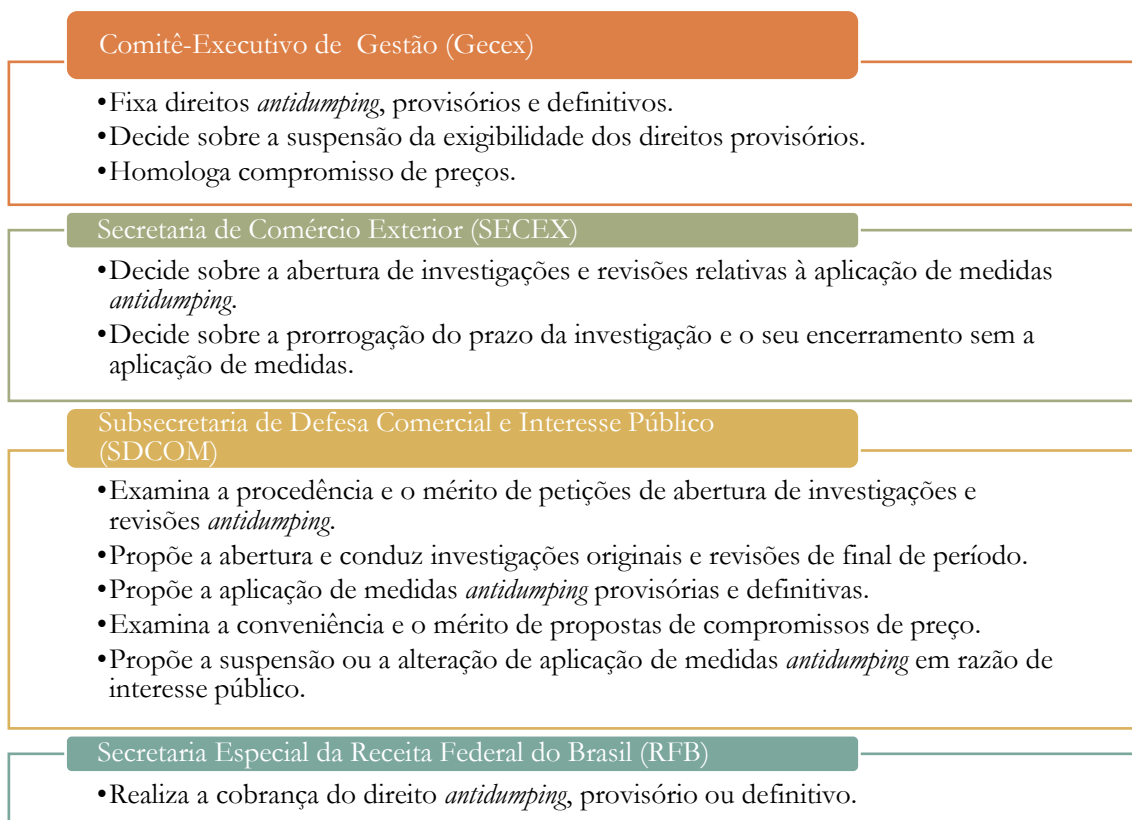 Comitê-Executivo de Gestão (Gecex)
•Fixa direitos antidumping, provisórios e definitivos.
•Decide sobre a suspensão da exigibilidade dos direitos provisórios.
•Homologa compromisso de preços.
Secretaria de Comércio Exterior (SECEX)
•Decide sobre a abertura de investigações e revisões relativas à aplicação de medidas
antidumping.
•Decide sobre a prorrogação do prazo da investigação e o seu encerramento sem a
aplicação de medidas.
Subsecretaria de Defesa Comercial e Interesse Público
(SDCOM)
•Examina a procedência e o mérito de petições de abertura de investigações e
revisões antidumping.
•Propõe a abertura e conduz investigações originais e revisões de final de período.
•Propõe a aplicação de medidas antidumping provisórias e definitivas.
•Examina a conveniência e o mérito de propostas de compromissos de preço.
•Propõe a suspensão ou a alteração de aplicação de medidas antidumping em razão de
interesse público.
Secretaria Especial da Receita Federal do Brasil (RFB)
•Realiza a cobrança do direito antidumping, provisório ou definitivo.